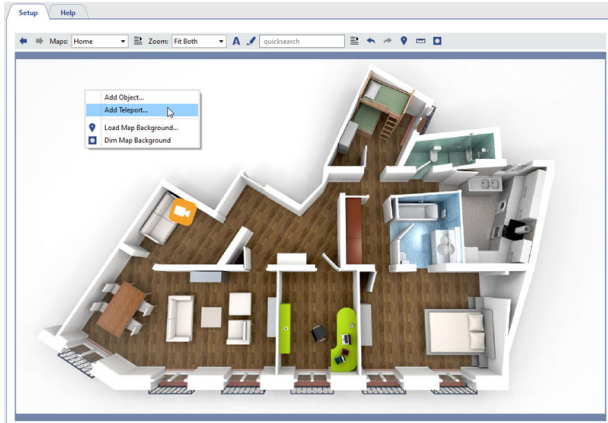 Setup Help
Maps: Home Zoom: Fit Both A quicksearch
Add Object...
Add Teleport...
Load Map Background...
Dim Map Background